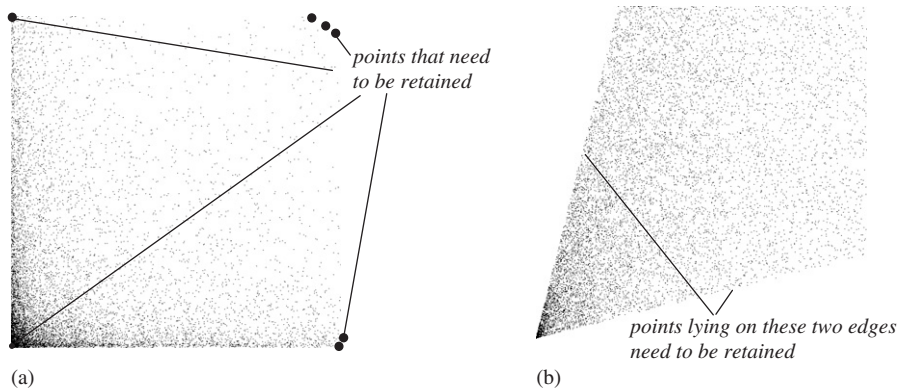 points that need
to be retained
points lying on these two edges
need to be retained
(a)
(b)